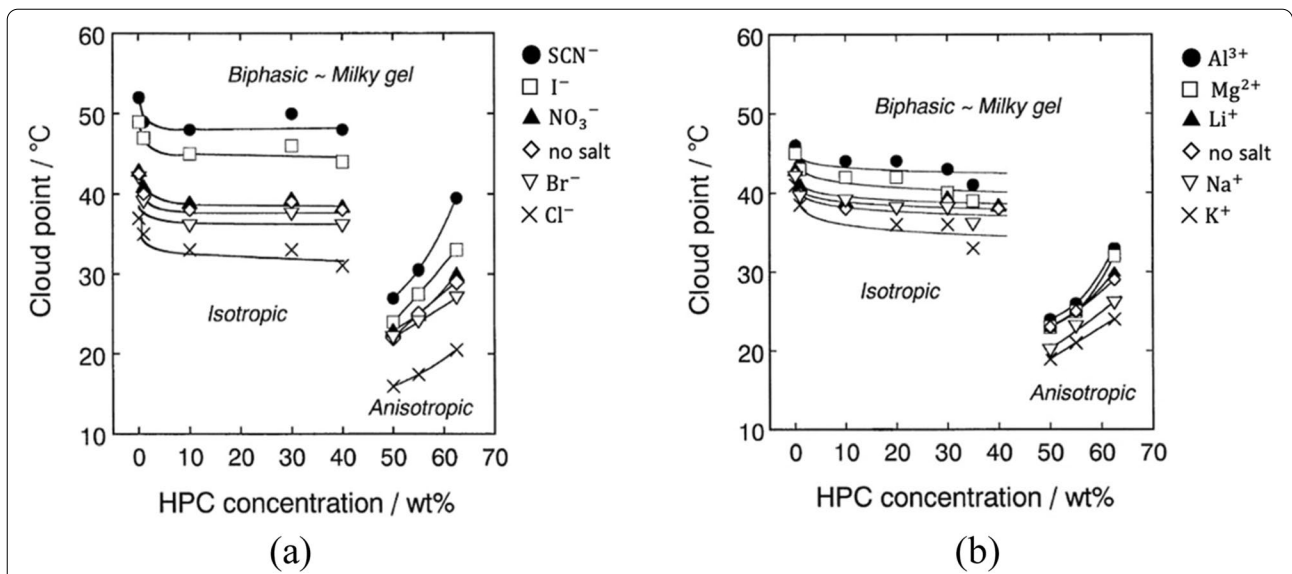 Cloud point / °C
60
50
40
30
20
10
0 10 20 30 40 50 60 70
HPC concentration / wt%
Biphasic ~ Milky gel
Isotropic
Anisotropic
SCN⁻
I⁻
NO₃⁻
no salt
Br⁻
Cl⁻
(a)
Cloud point / °C
60
50
40
30
20
10
0 10 20 30 40 50 60 70
HPC concentration / wt%
Biphasic ~ Milky gel
Isotropic
Anisotropic
Al³⁺
Mg²⁺
Li⁺
no salt
Na⁺
K⁺
(b)